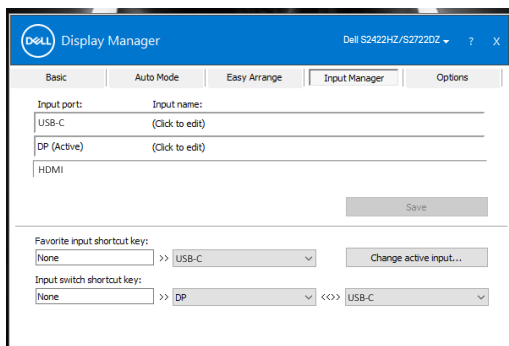 DELL Display Manager Dell S2422HZ/S2722DZ ? X
Basic Auto Mode Easy Arrange Input Manager Options
Input port: Input name:
USB-C (Click to edit)
DP (Active) (Click to edit)
HDMI
Save
Favorite input shortcut key:
None >> USB-C Change active input...
Input switch shortcut key:
None >> DP <<>> USB-C